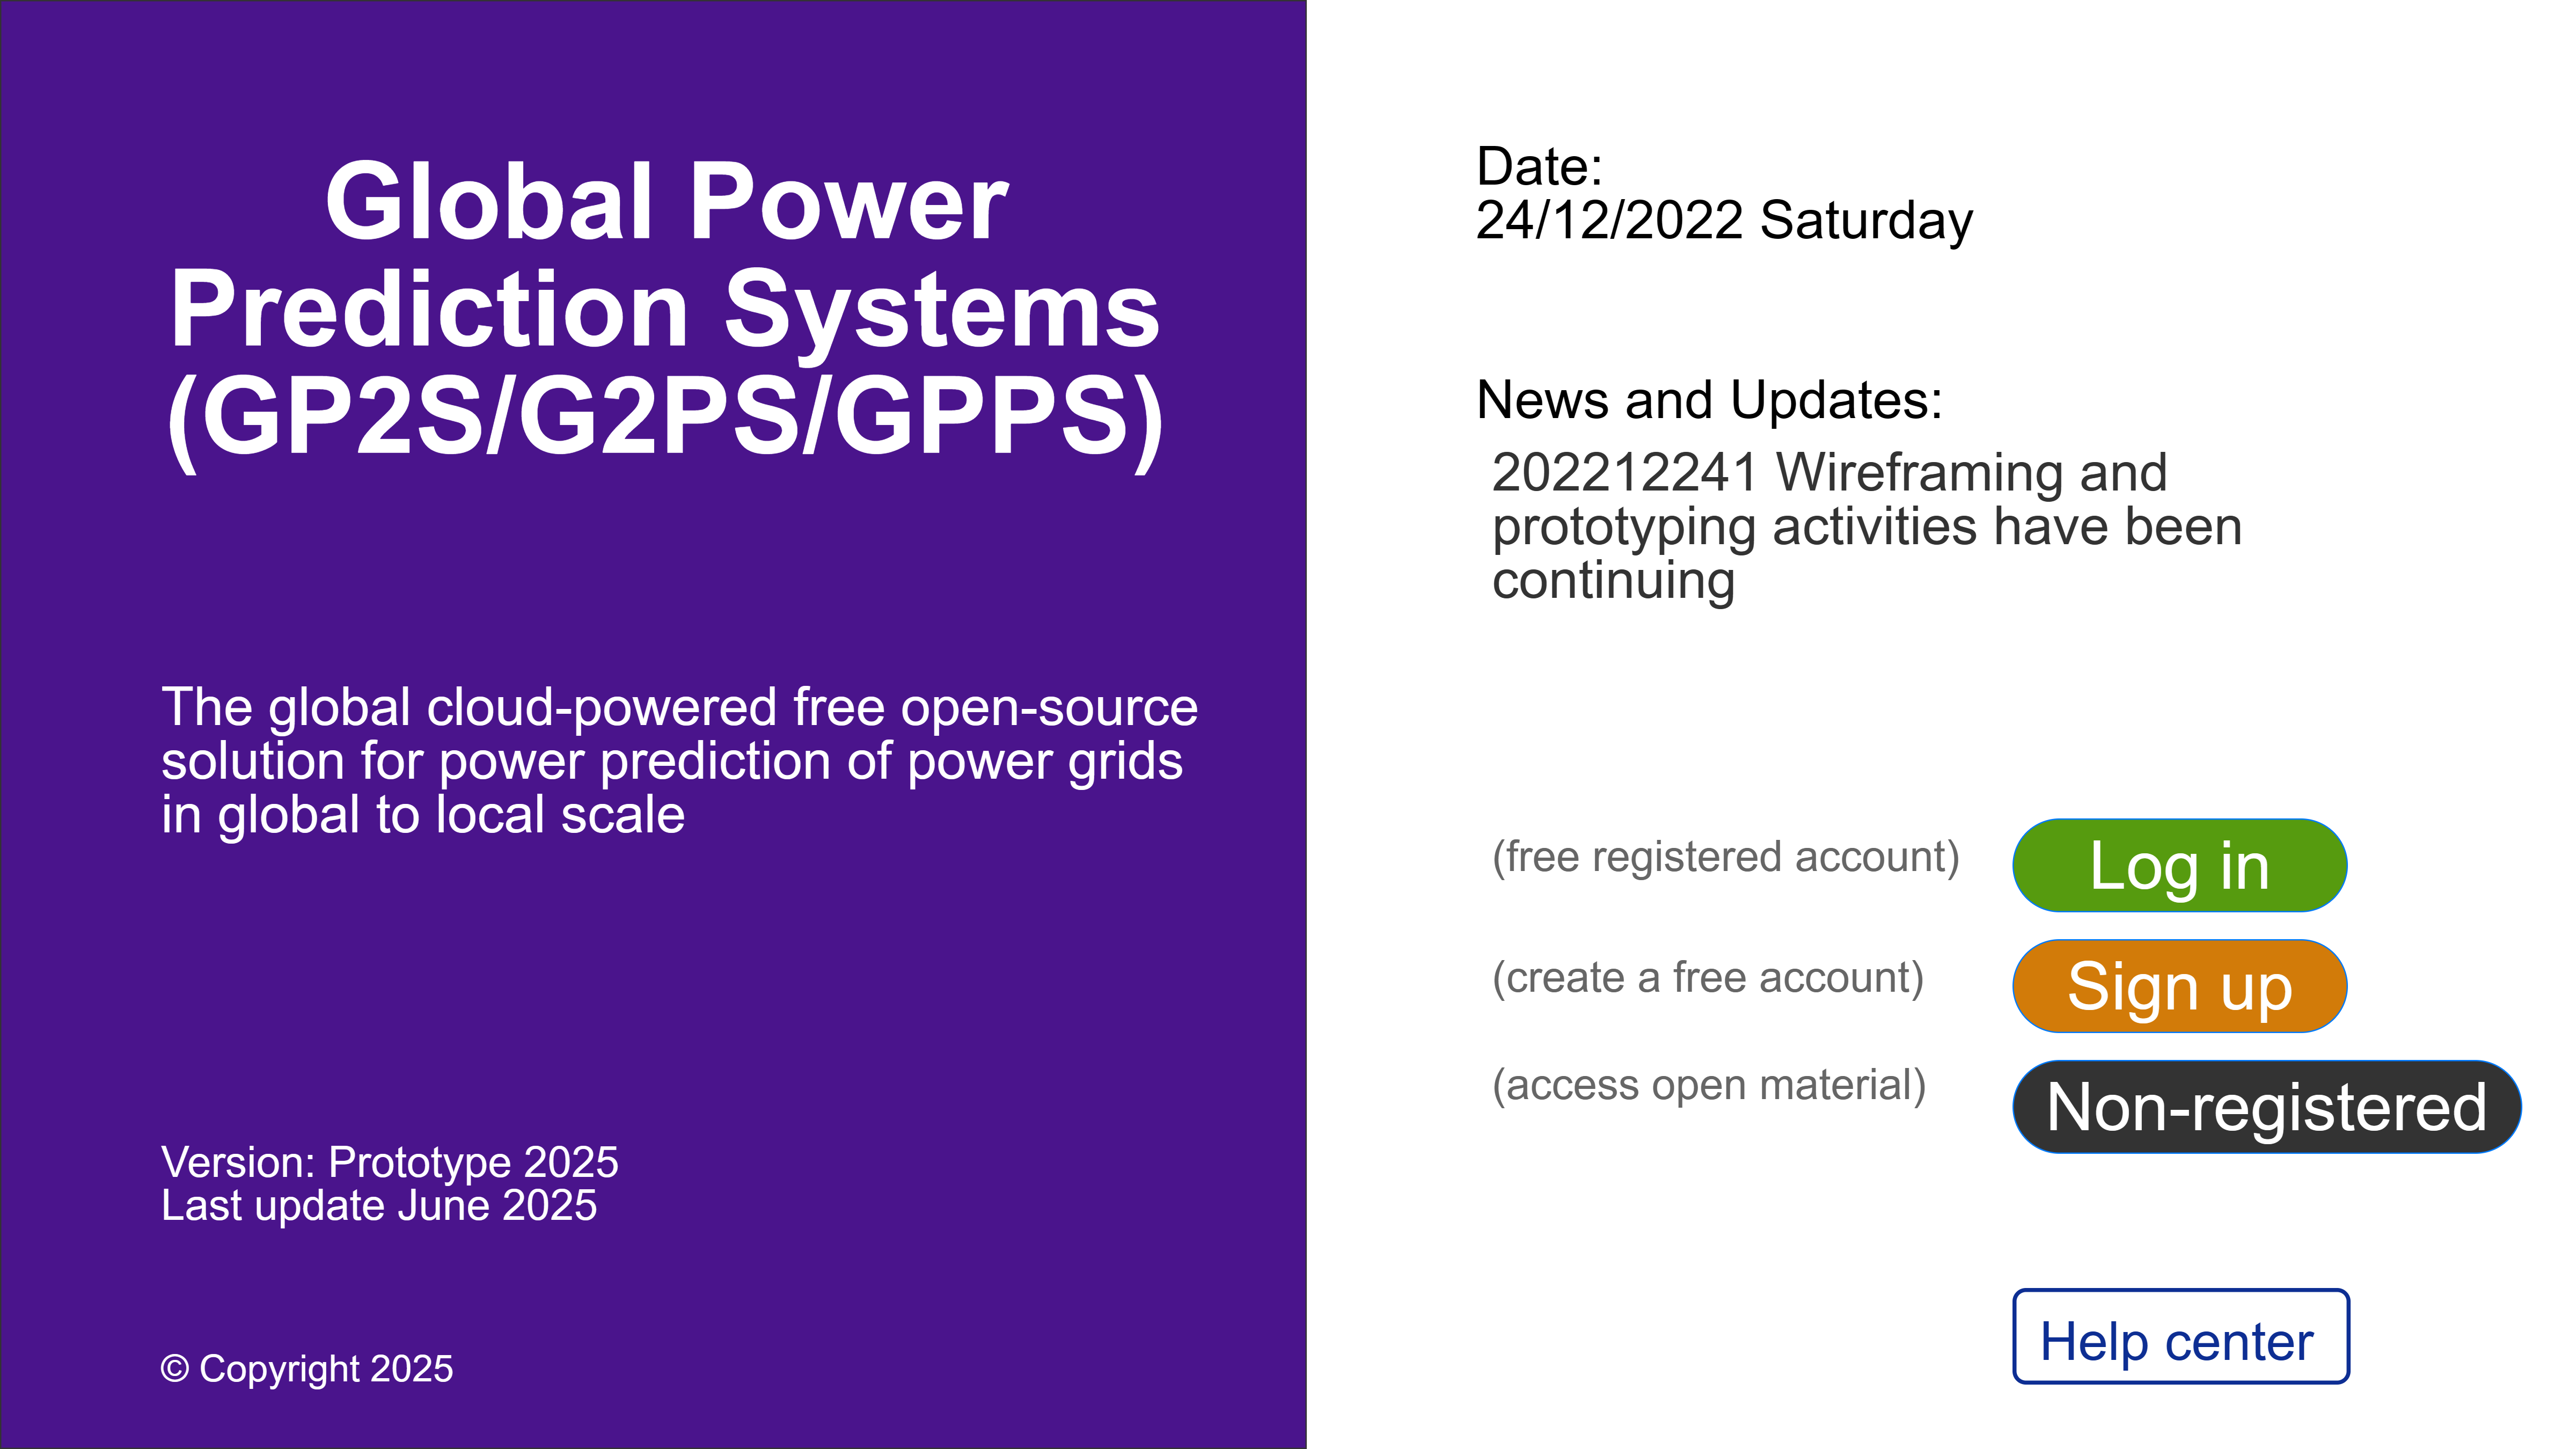 Global Power
Prediction Systems
(GP2S/G2PS/GPPS)
The global cloud-powered free open-source
solution for power prediction of power grids
in global to local scale
Version: Prototype 2025
Last update June 2025
© Copyright 2025
Date:
24/12/2022 Saturday
News and Updates:
202212241 Wireframing and
prototyping activities have been
continuing
(free registered account)
Log in
(create a free account)
Sign up
(access open material)
Non-registered
Help center